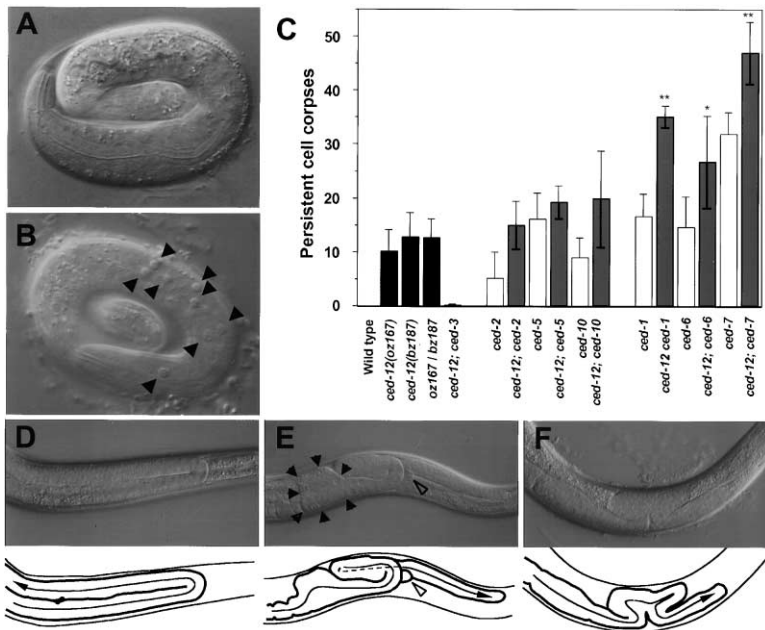 A
B
C
Persistent cell corpses
50
40
30
20
10
0
**
*
**
Wild type
ced-12(oz167)
ced-12(bz187)
oz167 / bz187
ced-12; ced-3
ced-2
ced-12; ced-2
ced-5
ced-12; ced-5
ced-10
ced-12; ced-10
ced-1
ced-12 ced-1
ced-6
ced-12; ced-6
ced-7
ced-12; ced-7
D
E
F